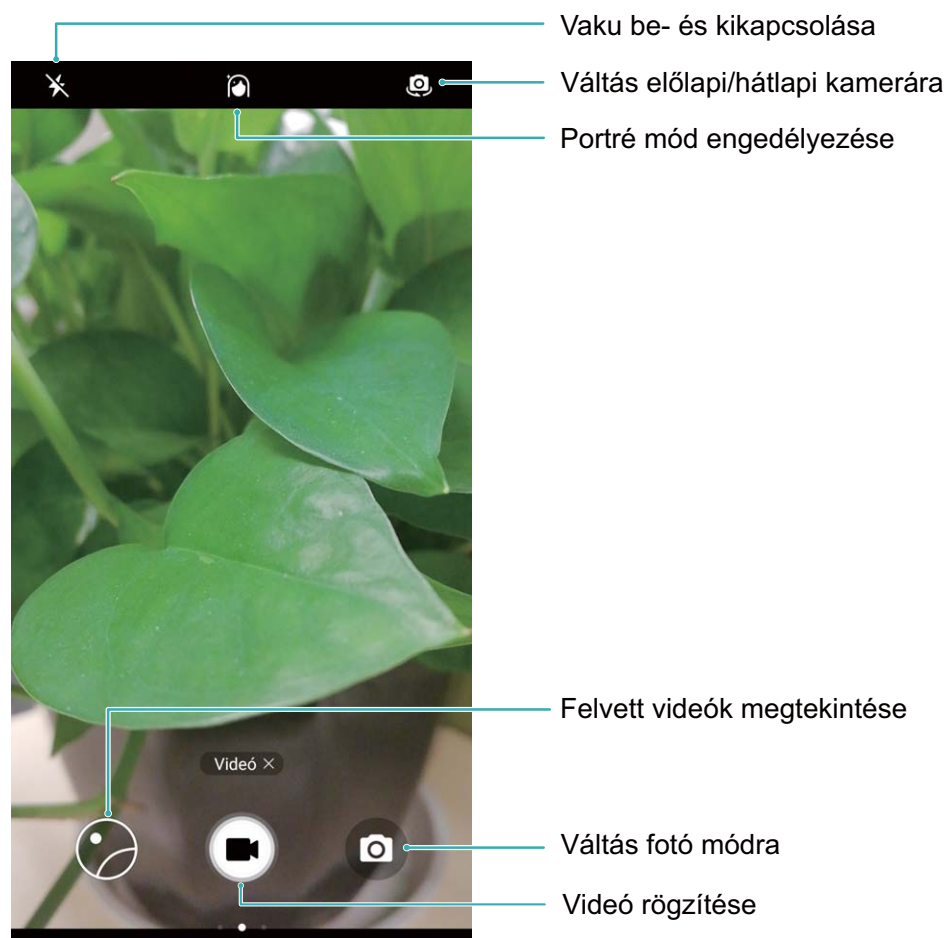 Vaku be- és kikapcsolása
Váltás előlapi/hátlapi kamerára
Portré mód engedélyezése
Felvett videók megtekintése
Videó ×
Váltás fotó módra
Videó rögzítése